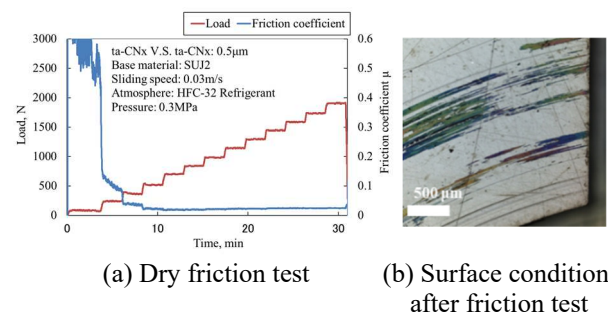 Load
Friction coefficient
3000
2500
2000
1500
1000
500
0
Load, N
ta-CNx V.S. ta-CNx: 0.5μm
Base material: SUJ2
Sliding speed: 0.03m/s
Atmosphere: HFC-32 Refrigerant
Pressure: 0.3MPa
0.6
0.5
0.4
0.3
0.2
0.1
0
Friction coefficient μ
0
10
20
30
Time, min
500 μm
(a) Dry friction test
(b) Surface condition
after friction test